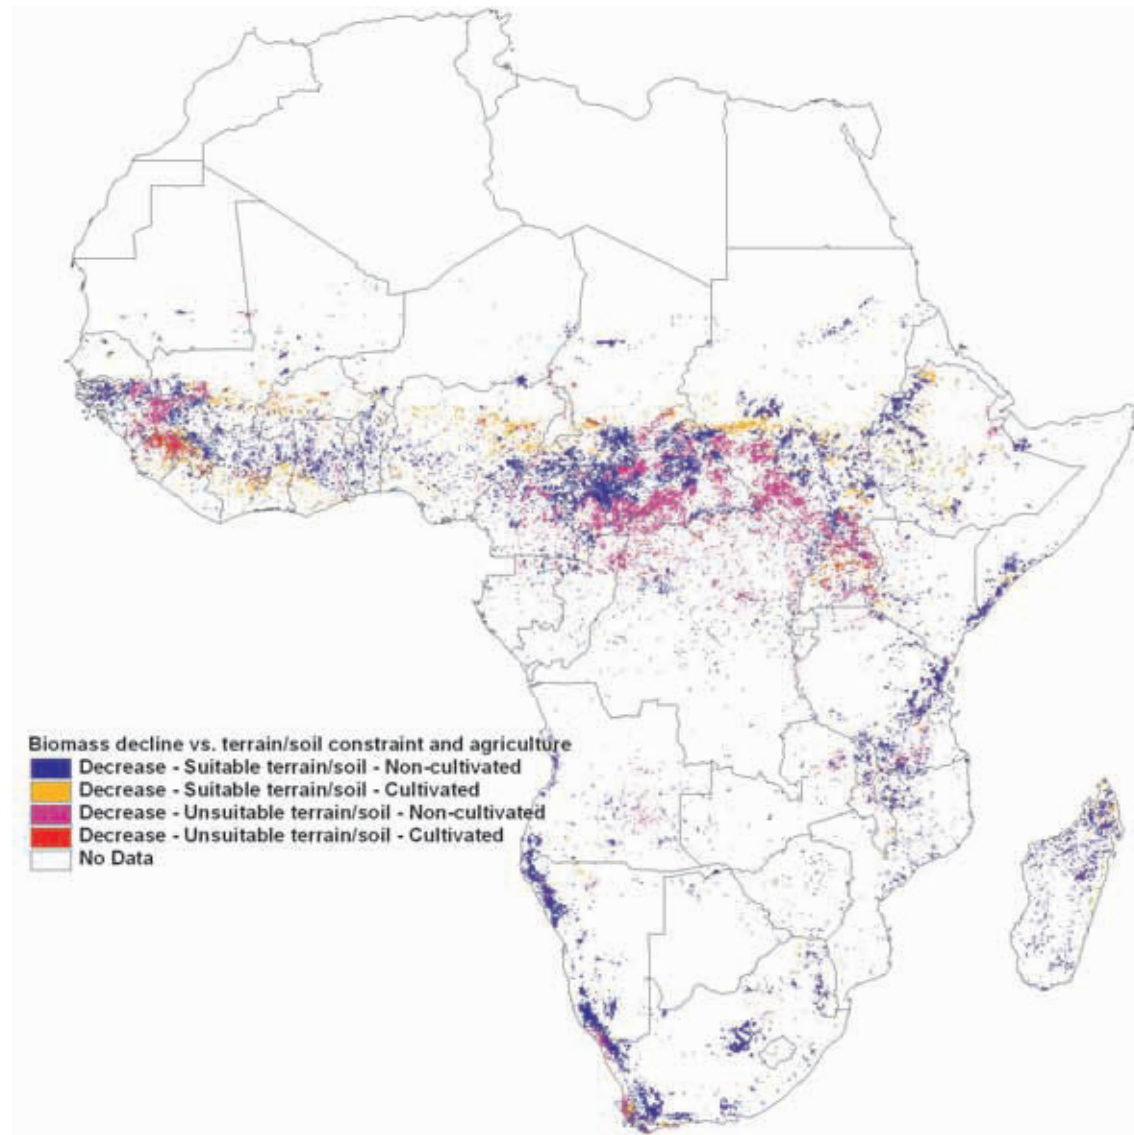 Biomass decline vs. terrain/soil constraint and agriculture
Decrease - Suitable terrain/soil - Non-cultivated
Decrease - Suitable terrain/soil - Cultivated
Decrease - Unsuitable terrain/soil - Non-cultivated
Decrease - Unsuitable terrain/soil - Cultivated
No Data